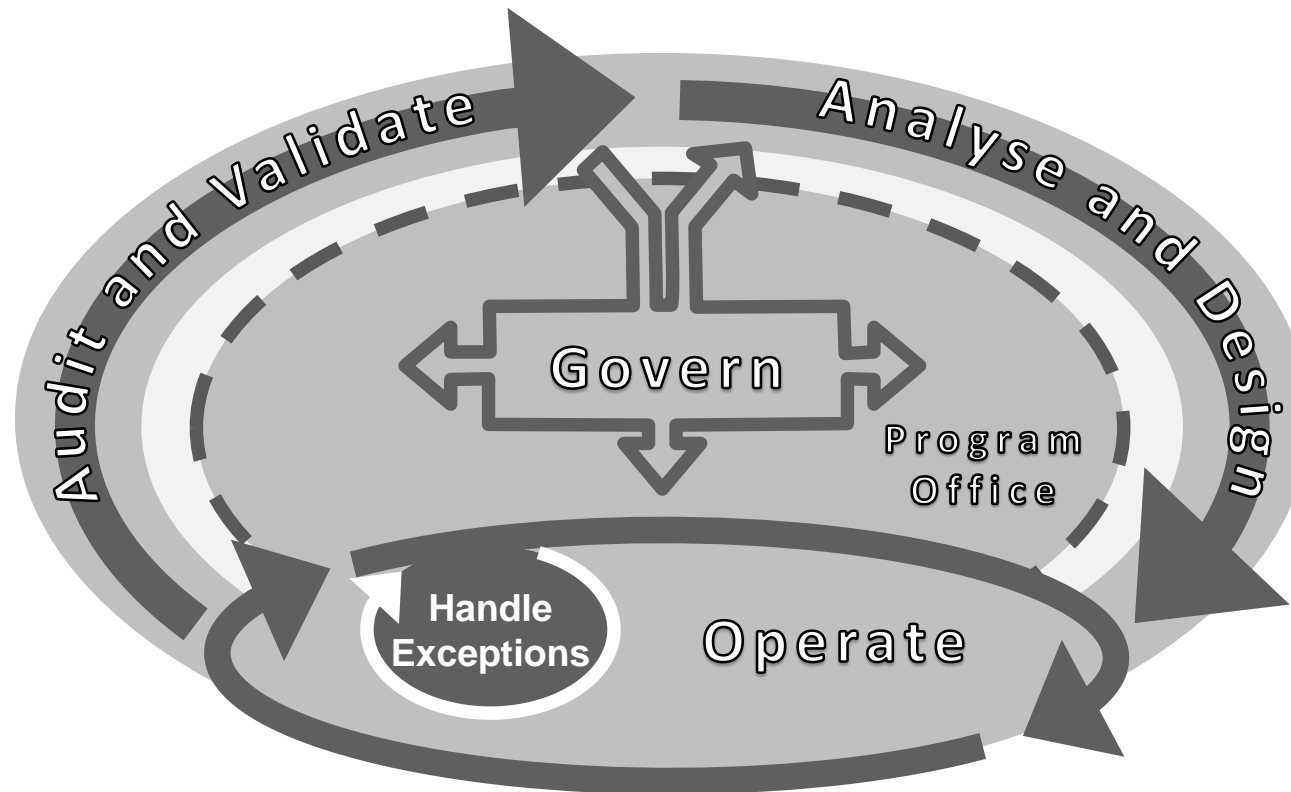 Audit and Validate
Analyse and Design
Govern
Program
Office
Handle
Exceptions
Operate